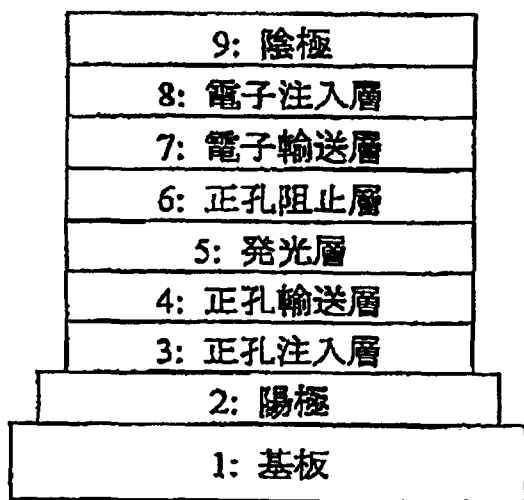 9: 陰極
8: 電子注入層
7: 電子輸送層
6: 正孔阻止層
5: 発光層
4: 正孔輸送層
3: 正孔注入層
2: 陽極
1: 基板